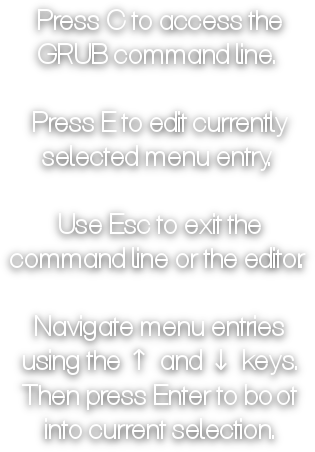 Press C to access the
GRUB command line.
Press E to edit currently
selected menu entry.
Use Esc to exit the
command line or the editor.
Navigate menu entries
using the ↑ and ↓ keys.
Then press Enter to boot
into current selection.